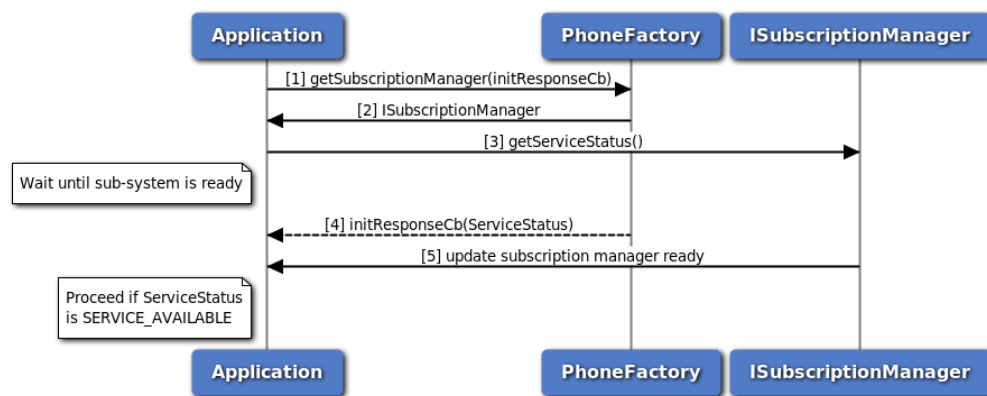 Application
PhoneFactory
ISubscriptionManager
[1] getSubscriptionManager(initResponseCb)
[2] ISubscriptionManager
[3] getServiceStatus()
Wait until sub-system is ready
[4] initResponseCb(ServiceStatus)
[5] update subscription manager ready
Proceed if ServiceStatus
is SERVICE_AVAILABLE
Application
PhoneFactory
ISubscriptionManager